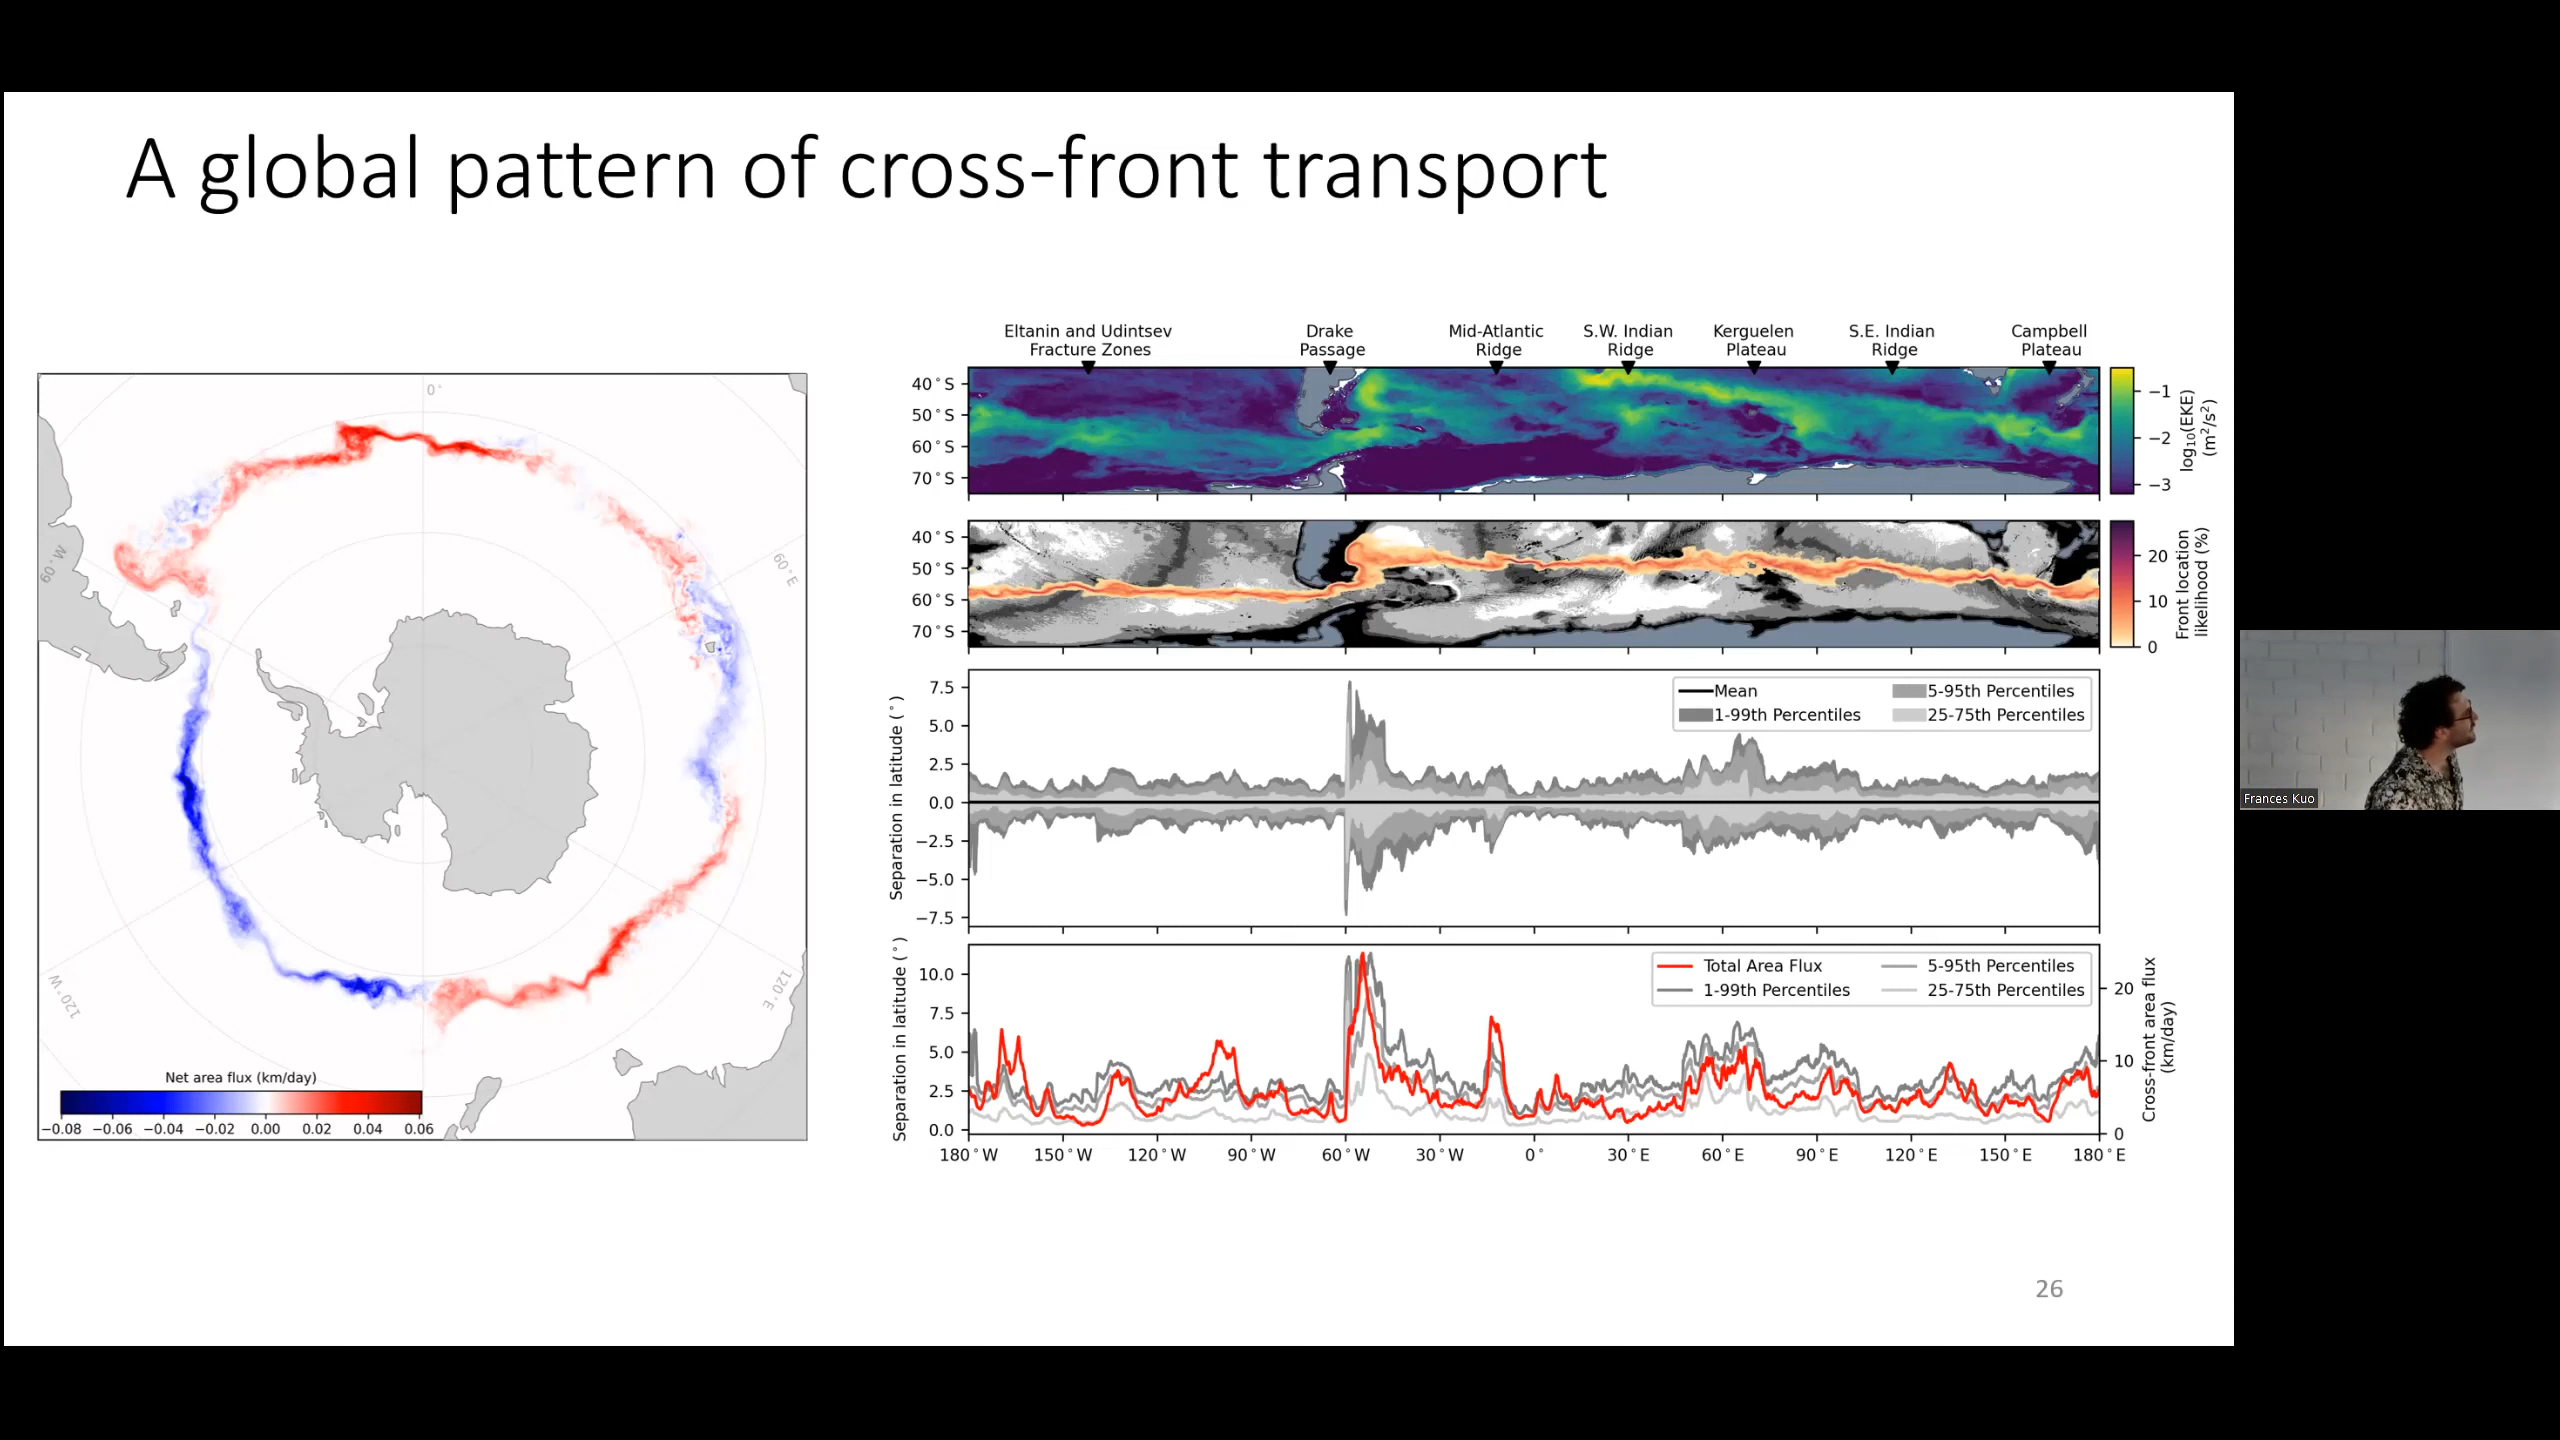 A global pattern of cross-front transport
0°
60°W
60°E
120°W
120°E
Net area flux (km/day)
−0.08 −0.06 −0.04 −0.02 0.00 0.02 0.04 0.06
Eltanin and Udintsev
Fracture Zones
Drake
Passage
Mid-Atlantic
Ridge
S.W. Indian
Ridge
Kerguelen
Plateau
S.E. Indian
Ridge
Campbell
Plateau
40°S
50°S
60°S
70°S
−1
−2
−3
log₁₀(EKE)
(m²/s²)
40°S
50°S
60°S
70°S
20
10
0
Front location
likelihood (%)
Separation in latitude (°)
7.5
5.0
2.5
0.0
−2.5
−5.0
−7.5
Mean
1-99th Percentiles
5-95th Percentiles
25-75th Percentiles
Separation in latitude (°)
10.0
7.5
5.0
2.5
0.0
Total Area Flux
1-99th Percentiles
5-95th Percentiles
25-75th Percentiles
20
10
0
Cross-front area flux
(km/day)
180°W 150°W 120°W 90°W 60°W 30°W 0° 30°E 60°E 90°E 120°E 150°E 180°E
26
Frances Kuo